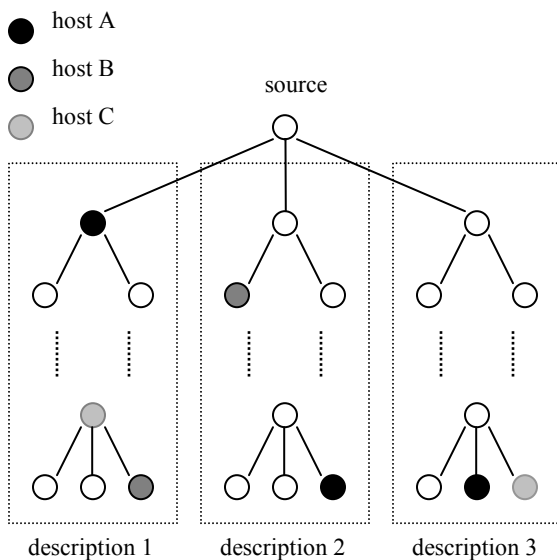 host A
host B
host C
source
description 1
description 2
description 3